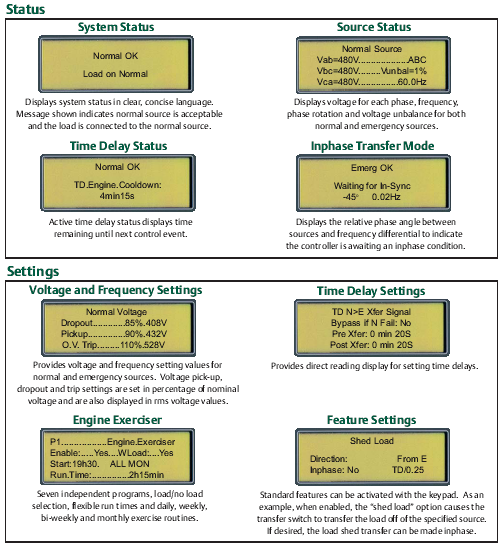 Status
System Status
Normal OK
Load on Normal
Displays system status in clear, concise language.
Message shown indicates normal source is acceptable
and the load is connected to the normal source.
Source Status
Normal Source
Vab=480V....................ABC
Vbc=480V.........Vunbal=1%
Vca=480V................60.0Hz
Displays voltage for each phase, frequency,
phase rotation and voltage unbalance for both
normal and emergency sources.
Time Delay Status
Normal OK
TD.Engine.Cooldown:
4min15s
Active time delay status displays time
remaining until next control event.
Inphase Transfer Mode
Emerg OK
Waiting for In-Sync
-45° 0.02Hz
Displays the relative phase angle between
sources and frequency differential to indicate
the controller is awaiting an inphase condition.
Settings
Voltage and Frequency Settings
Normal Voltage
Dropout.............85%.408V
Pickup...............90%.432V
O.V. Trip.........110%.528V
Provides voltage and frequency setting values for
normal and emergency sources. Voltage pick-up,
dropout and trip settings are set in percentage of nominal
voltage and are also displayed in rms voltage values.
Time Delay Settings
TD N>E Xfer Signal
Bypass if N Fail: No
Pre Xfer: 0 min 20S
Post Xfer: 0 min 20S
Provides direct reading display for setting time delays.
Engine Exerciser
P1..................Engine.Exerciser
Enable:.....Yes....WLoad:....Yes
Start:19h30. ALL MON
Run.Time:...............2h15min
Seven independent programs, load/no load
selection, flexible run times and daily, weekly,
bi-weekly and monthly exercise routines.
Feature Settings
Shed Load
Direction: From E
Inphase: No TD/0.25
Standard features can be activated with the keypad. As an
example, when enabled, the "shed load" option causes the
transfer switch to transfer the load off of the specified source.
If desired, the load shed transfer can be made inphase.